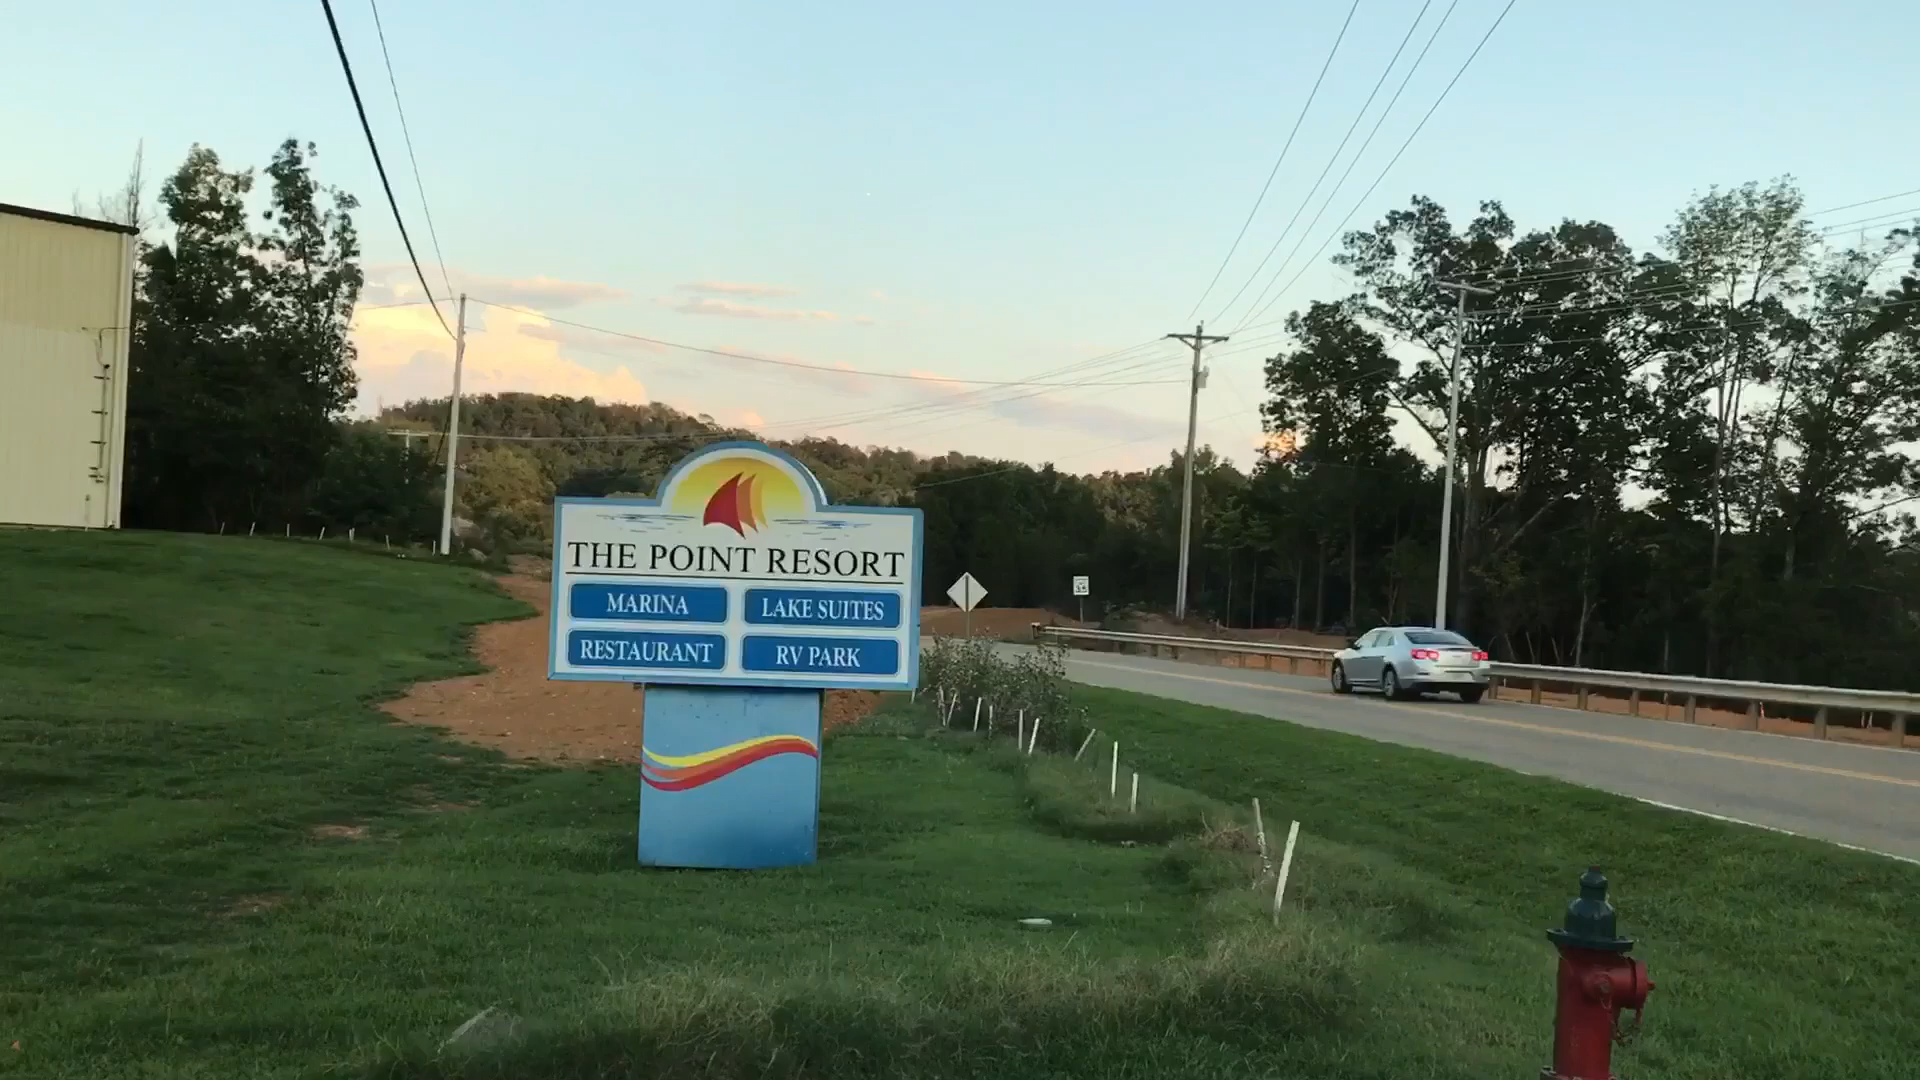 THE POINT RESORT
MARINA LAKE SUITES
RESTAURANT RV PARK